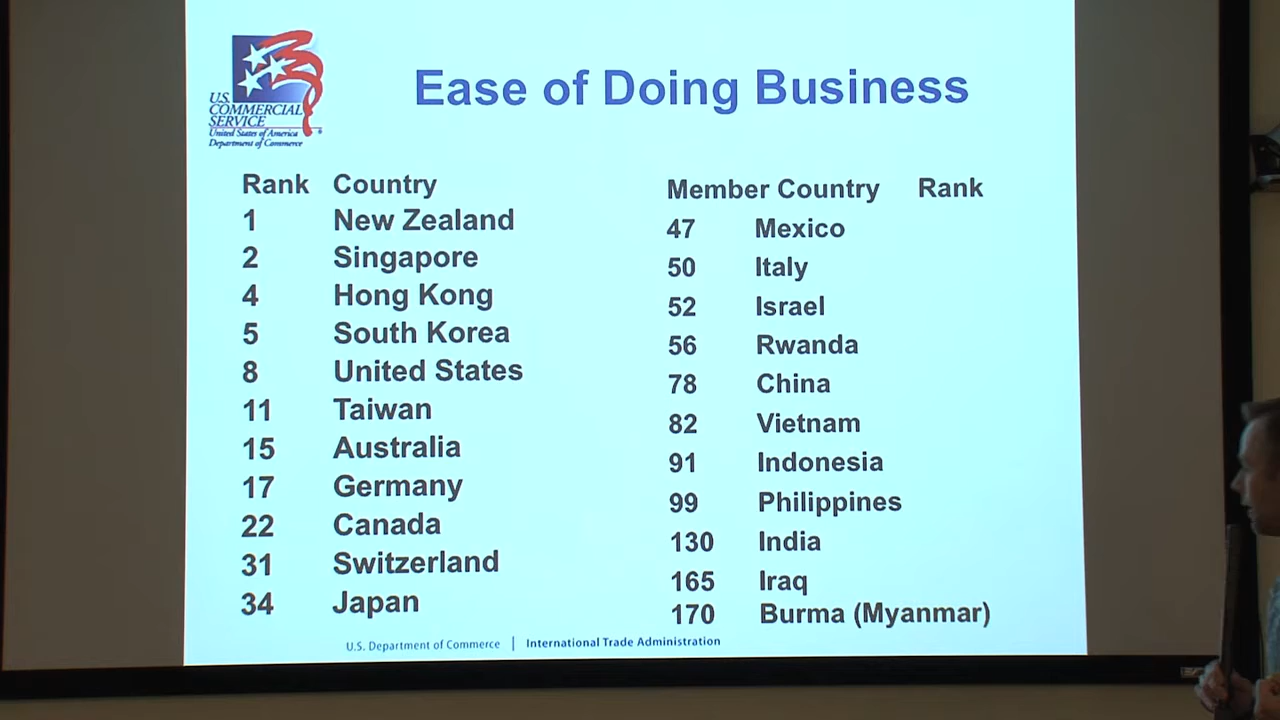 U.S.
COMMERCIAL
SERVICE
United States of America
Department of Commerce
Ease of Doing Business
Rank Country
1 New Zealand
2 Singapore
4 Hong Kong
5 South Korea
8 United States
11 Taiwan
15 Australia
17 Germany
22 Canada
31 Switzerland
34 Japan
Member Country Rank
47 Mexico
50 Italy
52 Israel
56 Rwanda
78 China
82 Vietnam
91 Indonesia
99 Philippines
130 India
165 Iraq
170 Burma (Myanmar)
U.S. Department of Commerce | International Trade Administration